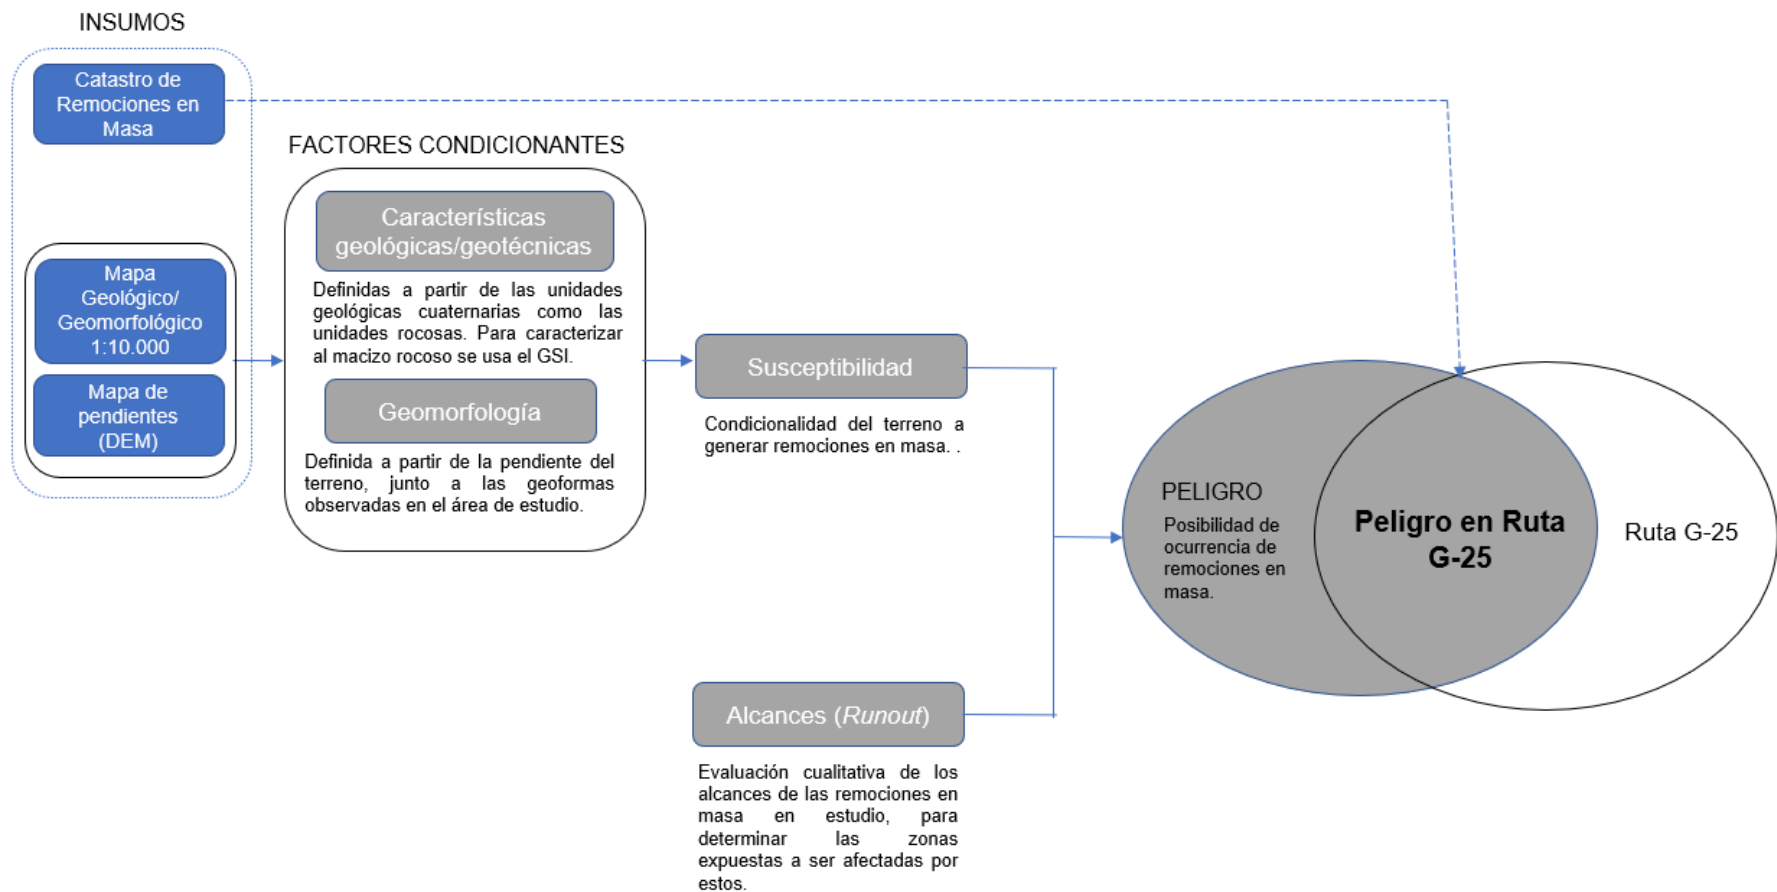 INSUMOS
Catastro de
Remociones en
Masa
Mapa
Geológico/
Geomorfológico
1:10.000
Mapa de
pendientes
(DEM)
FACTORES CONDICIONANTES
Característícas
geológicas/geotécnicas
Definidas a partir de las unidades
geológicas cuaternarias como las
unidades rocosas. Para caracterizar
al macizo rocoso se usa el GSI.
Geomorfología
Definida a partir de la pendiente del
terreno, junto a las geoformas
observadas en el área de estudio.
Susceptibilidad
Condicionalidad del terreno a
generar remociones en masa. .
Alcances (Runout)
Evaluación cualitativa de los
alcances de las remociones en
masa en estudio, para
determinar las zonas
expuestas a ser afectadas por
estos.
PELIGRO
Posibilidad de
ocurrencia de
remociones en
masa.
Peligro en Ruta
G-25
Ruta G-25